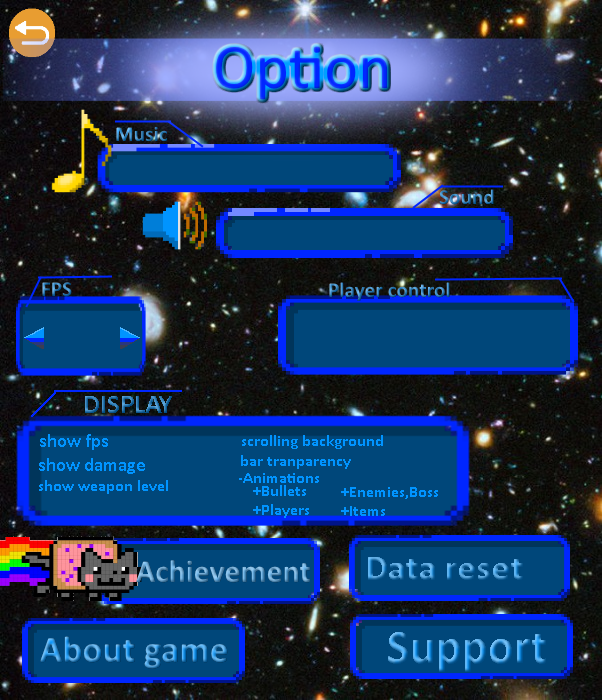 Option
Music
Sound
FPS
Player control
DISPLAY
show fps
show damage
show weapon level
scrolling background
bar tranparency
-Animations
+Bullets +Enemies,Boss
+Players +Items
Achievement
Data reset
About game
Support